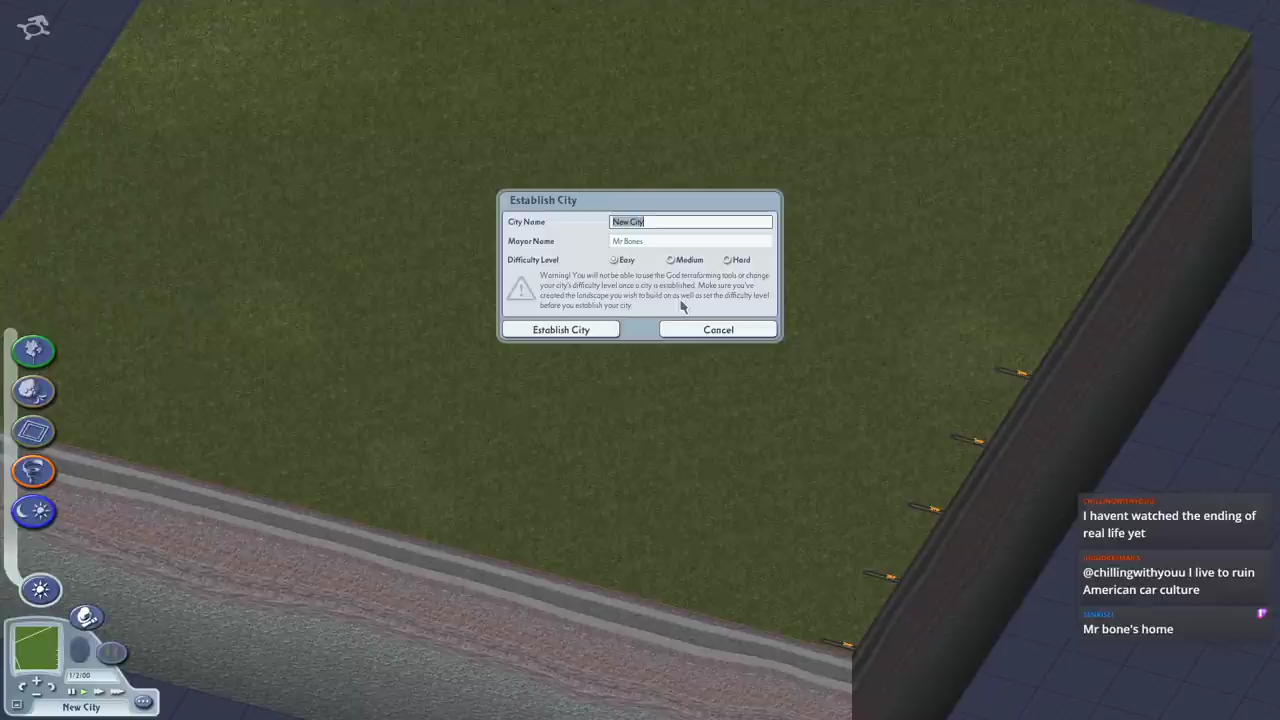 Establish City
City Name New City
Mayor Name Mr Bones
Difficulty Level Easy Medium Hard
Warning! You will not be able to use the God terraforming tools or change
your city's difficulty level once a city is established. Make sure you've
created the landscape you wish to build on as well as set the difficulty level
before you establish your city.
Establish City Cancel
CHILLINGWITHYOUU
I havent watched the ending of
real life yet
@chillingwithyouu I live to ruin
American car culture
Mr bone's home
1/2/00
New City